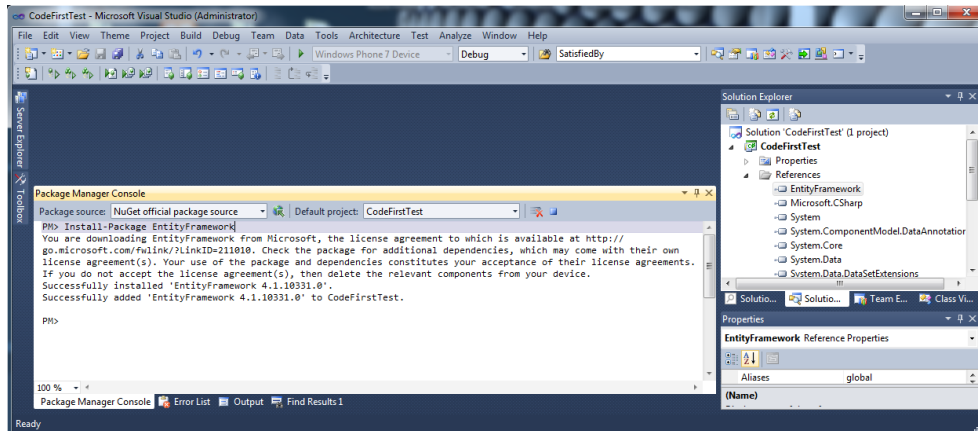 CodeFirstTest - Microsoft Visual Studio (Administrator)
File Edit View Theme Project Build Debug Team Data Tools Architecture Test Analyze Window Help
Windows Phone 7 Device Debug SatisfiedBy
Server Explorer
Toolbox
Package Manager Console
Package source: NuGet official package source Default project: CodeFirstTest
PM> Install-Package EntityFramework
You are downloading EntityFramework from Microsoft, the license agreement to which is available at http://
go.microsoft.com/fwlink/?LinkID=211010. Check the package for additional dependencies, which may come with their own
license agreement(s). Your use of the package and dependencies constitutes your acceptance of their license agreements.
If you do not accept the license agreement(s), then delete the relevant components from your device.
Successfully installed 'EntityFramework 4.1.10331.0'.
Successfully added 'EntityFramework 4.1.10331.0' to CodeFirstTest.
PM>
100 %
Package Manager Console Error List Output Find Results 1
Ready
Solution Explorer
Solution 'CodeFirstTest' (1 project)
CodeFirstTest
Properties
References
EntityFramework
Microsoft.CSharp
System
System.ComponentModel.DataAnnotation
System.Core
System.Data
System.Data.DataSetExtensions
Solutio... Solutio... Team E... Class Vi...
Properties
EntityFramework Reference Properties
Aliases global
(Name)